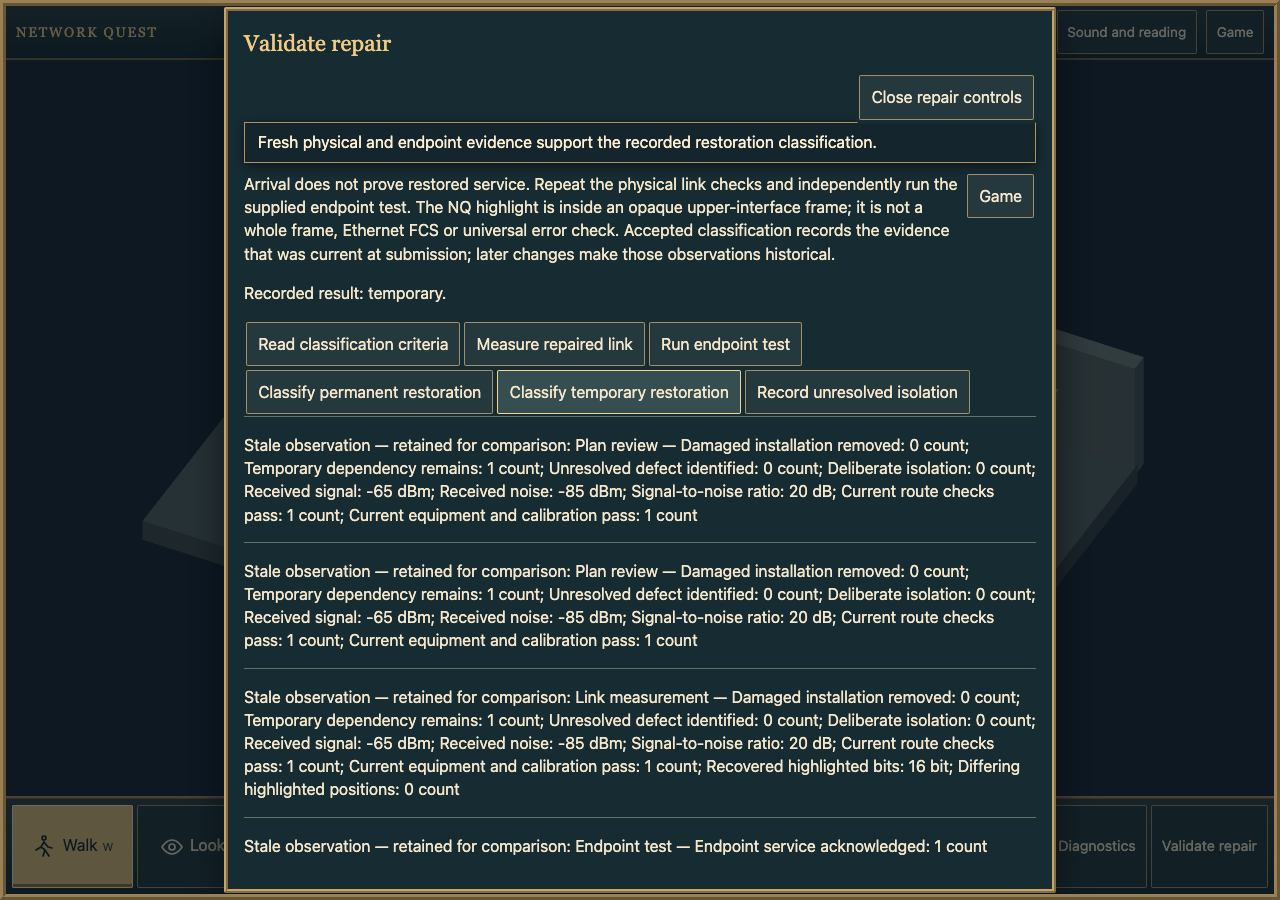 NETWORK QUEST
Sound and reading
Game
Validate repair
Close repair controls
Fresh physical and endpoint evidence support the recorded restoration classification.
Arrival does not prove restored service. Repeat the physical link checks and independently run the
supplied endpoint test. The NQ highlight is inside an opaque upper-interface frame; it is not a
whole frame, Ethernet FCS or universal error check. Accepted classification records the evidence
that was current at submission; later changes make those observations historical.
Game
Recorded result: temporary.
Read classification criteria
Measure repaired link
Run endpoint test
Classify permanent restoration
Classify temporary restoration
Record unresolved isolation
Stale observation — retained for comparison: Plan review — Damaged installation removed: 0 count;
Temporary dependency remains: 1 count; Unresolved defect identified: 0 count; Deliberate isolation: 0 count;
Received signal: -65 dBm; Received noise: -85 dBm; Signal-to-noise ratio: 20 dB; Current route checks
pass: 1 count; Current equipment and calibration pass: 1 count
Stale observation — retained for comparison: Plan review — Damaged installation removed: 0 count;
Temporary dependency remains: 1 count; Unresolved defect identified: 0 count; Deliberate isolation: 0 count;
Received signal: -65 dBm; Received noise: -85 dBm; Signal-to-noise ratio: 20 dB; Current route checks
pass: 1 count; Current equipment and calibration pass: 1 count
Stale observation — retained for comparison: Link measurement — Damaged installation removed: 0 count;
Temporary dependency remains: 1 count; Unresolved defect identified: 0 count; Deliberate isolation: 0 count;
Received signal: -65 dBm; Received noise: -85 dBm; Signal-to-noise ratio: 20 dB; Current route checks
pass: 1 count; Current equipment and calibration pass: 1 count; Recovered highlighted bits: 16 bit; Differing
highlighted positions: 0 count
Stale observation — retained for comparison: Endpoint test — Endpoint service acknowledged: 1 count
Walk W
Look
Diagnostics
Validate repair